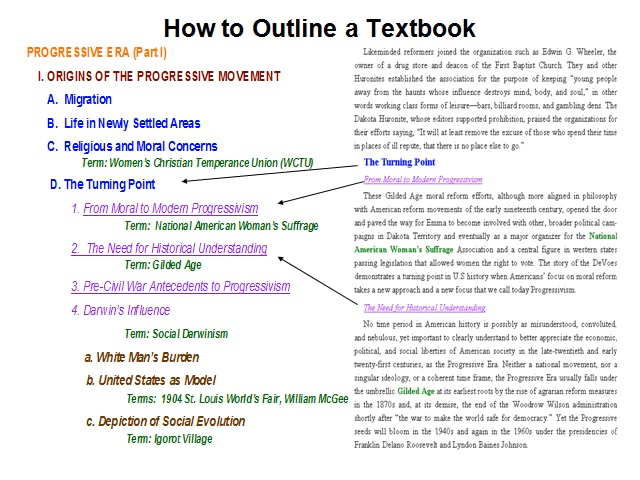 How to Outline a Textbook
PROGRESSIVE ERA (Part I)
I. ORIGINS OF THE PROGRESSIVE MOVEMENT
A. Migration
B. Life in Newly Settled Areas
C. Religious and Moral Concerns
Term: Women's Christian Temperance Union (WCTU)
D. The Turning Point
1. From Moral to Modern Progressivism
Term: National American Woman's Suffrage
2. The Need for Historical Understanding
Term: Gilded Age
3. Pre-Civil War Antecedents to Progressivism
4. Darwin's Influence
Term: Social Darwinism
a. White Man's Burden
b. United States as Model
Terms: 1904 St. Louis World's Fair, William McGee
c. Depiction of Social Evolution
Term: Igorot Village
Likeminded reformers joined the organization such as Edwin G. Wheeler, the
owner of a drug store and deacon of the First Baptist Church. They and other
Huronites established the association for the purpose of keeping "young people
away from the haunts whose influence destroys mind, body, and soul," in other
words working class forms of leisure—bars, billiard rooms, and gambling dens. The
Dakota Huronite, whose editors supported prohibition, praised the organizations for
their efforts saying, "It will at least remove the excuse of those who spend their time
in places of ill repute, that there is no place else to go."
The Turning Point
From Moral to Modern Progressivism
These Gilded Age moral reform efforts, although more aligned in philosophy
with American reform movements of the early nineteenth century, opened the door
and paved the way for Emma to become involved with other, broader political cam-
paigns in Dakota Territory and eventually as a major organizer for the National
American Woman's Suffrage Association and a central figure in western states
passing legislation that allowed women the right to vote. The story of the DeVoes
demonstrates a turning point in U.S history when Americans' focus on moral reform
takes a new approach and a new focus that we call today Progressivism.
The Need for Historical Understanding
No time period in American history is possibly as misunderstood, convoluted,
and nebulous, yet important to clearly understand to better appreciate the economic,
political, and social liberties of American society in the late-twentieth and early
twenty-first centuries, as the Progressive Era. Neither a national movement, nor a
singular ideology, or a coherent time frame, the Progressive Era usually falls under
the umbrellic Gilded Age at its earliest roots by the rise of agrarian reform measures
in the 1870s and, at its demise, the end of the Woodrow Wilson administration
shortly after "the war to make the world safe for democracy." Yet the Progressive
seeds will bloom in the 1940s and again in the 1960s under the presidencies of
Franklin Delano Roosevelt and Lyndon Baines Johnson.